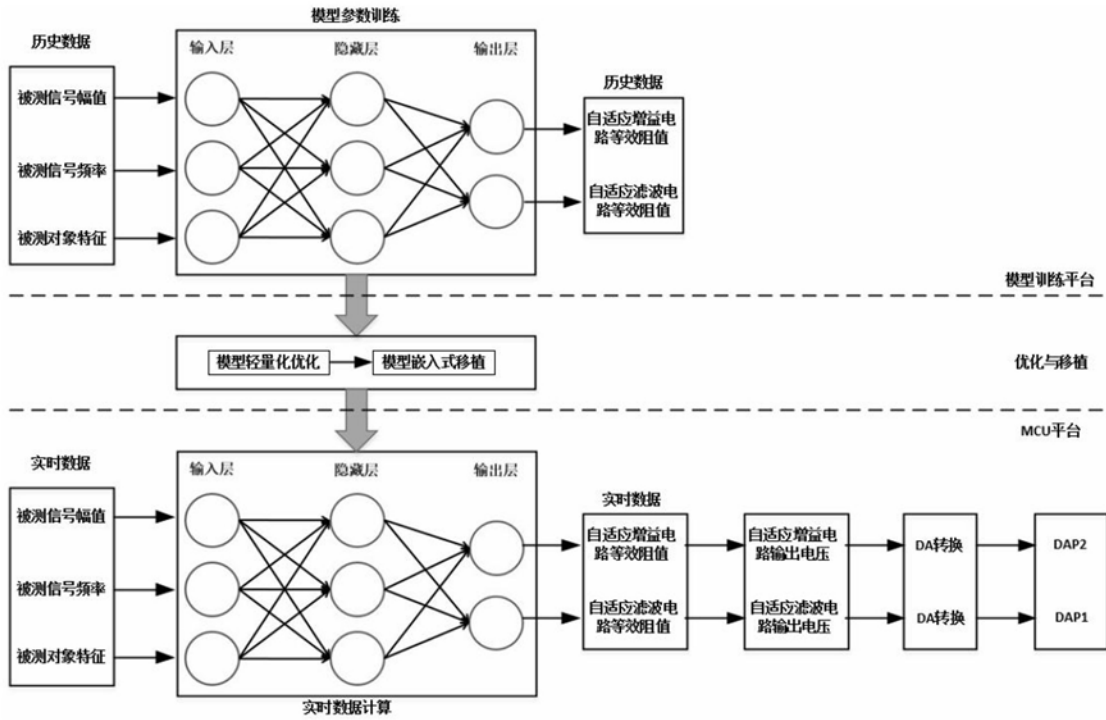 模型参数训练
历史数据
输入层
隐藏层
输出层
被测信号幅值
被测信号频率
被测对象特征
历史数据
自适应增益电
路等效阻值
自适应滤波电
路等效阻值
模型训练平台
模型轻量化优化
模型嵌入式移植
优化与移植
MCU平台
实时数据
输入层
隐藏层
输出层
被测信号幅值
被测信号频率
被测对象特征
实时数据
自适应增益电
路等效阻值
自适应增益电
路输出电压
DA转换
DAP2
自适应滤波电
路等效阻值
自适应滤波电
路输出电压
DA转换
DAP1
实时数据计算